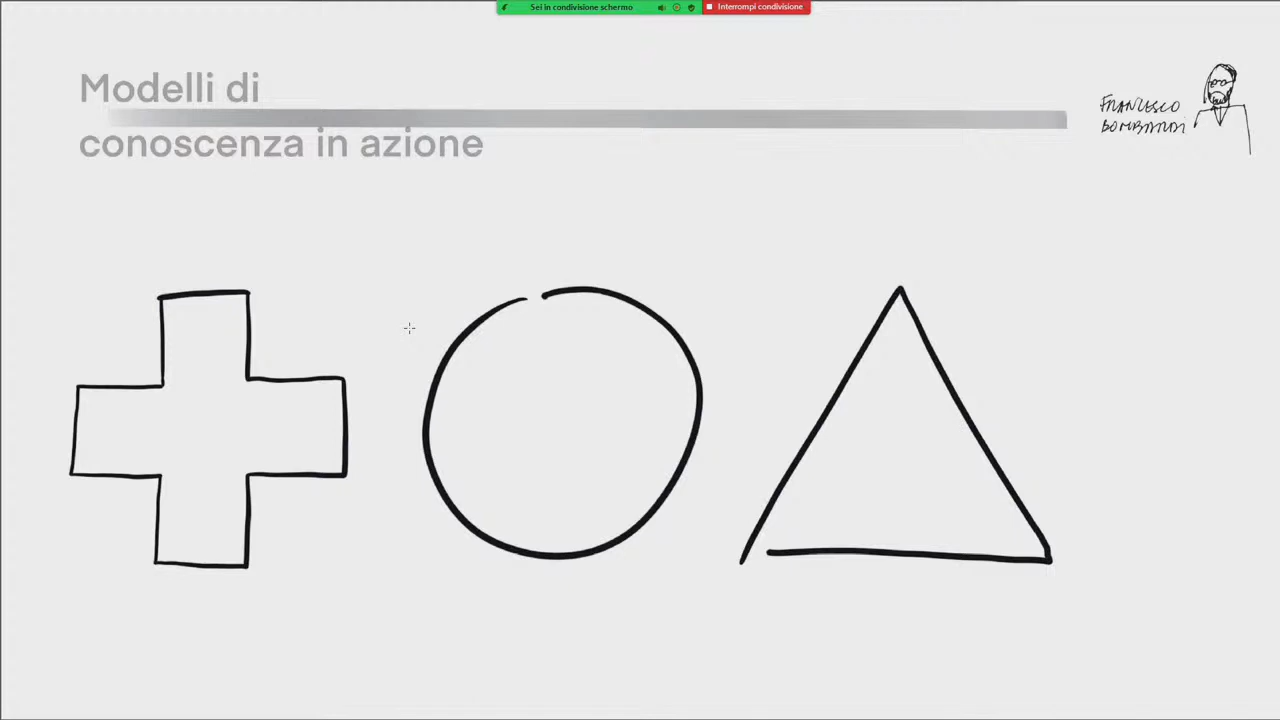 Sei in condivisione schermo
Interrompi condivisione
Modelli di
conoscenza in azione
FRANCESCO
BOMBARDI